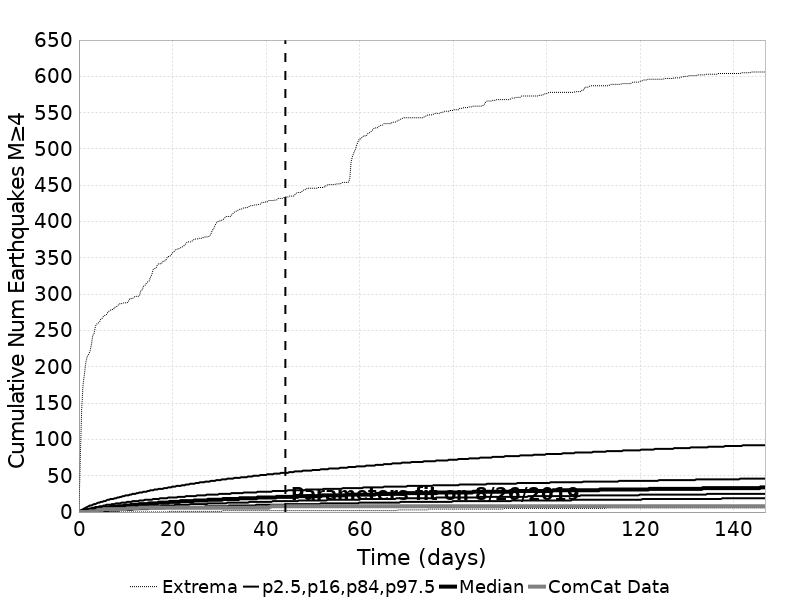 650
600
550
500
450
400
350
300
250
200
150
100
50
0
Cumulative Num Earthquakes M≥4
Parameters fit on 8/20/2019
0 20 40 60 80 100 120 140
Time (days)
Extrema p2.5,p16,p84,p97.5 Median ComCat Data